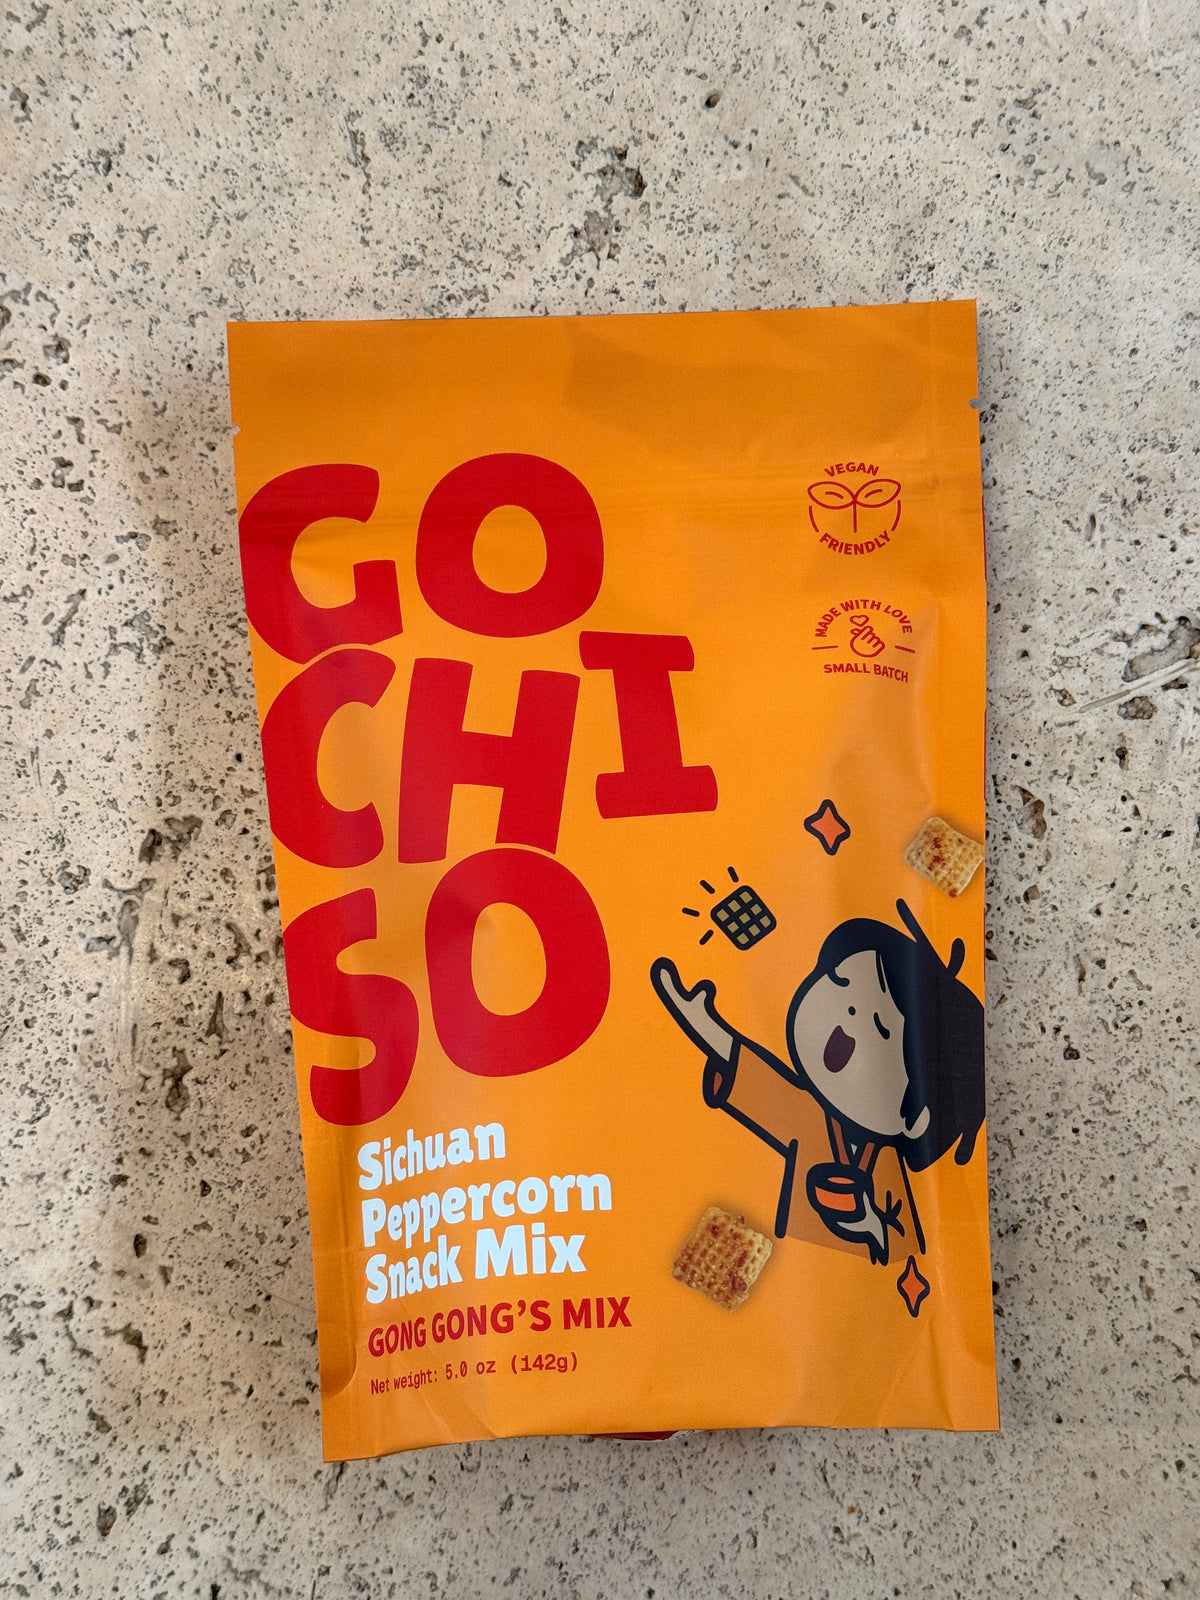 GO
CHI
SO
Sichuan
Peppercorn
Snack Mix
GONG GONG'S MIX
Net weight: 5.0 oz (142g)
VEGAN
FRIENDLY
MADE WITH LOVE
SMALL BATCH